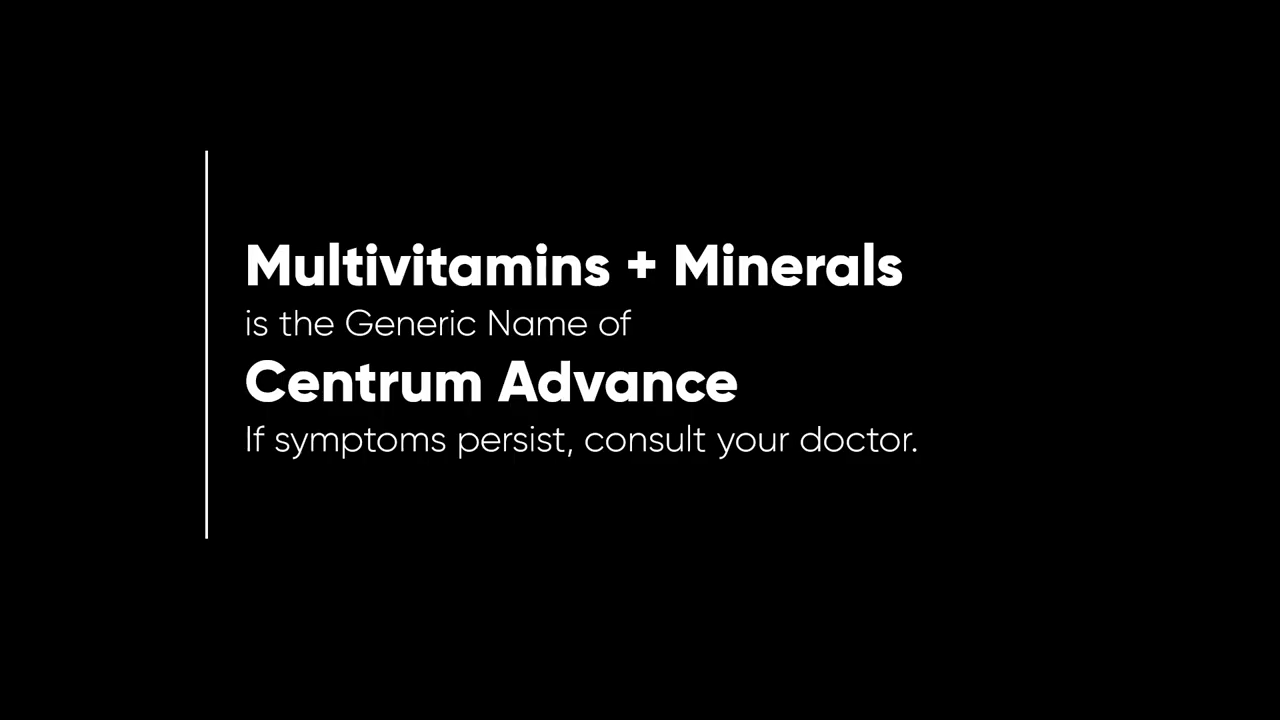 Multivitamins + Minerals
is the Generic Name of
Centrum Advance
If symptoms persist, consult your doctor.